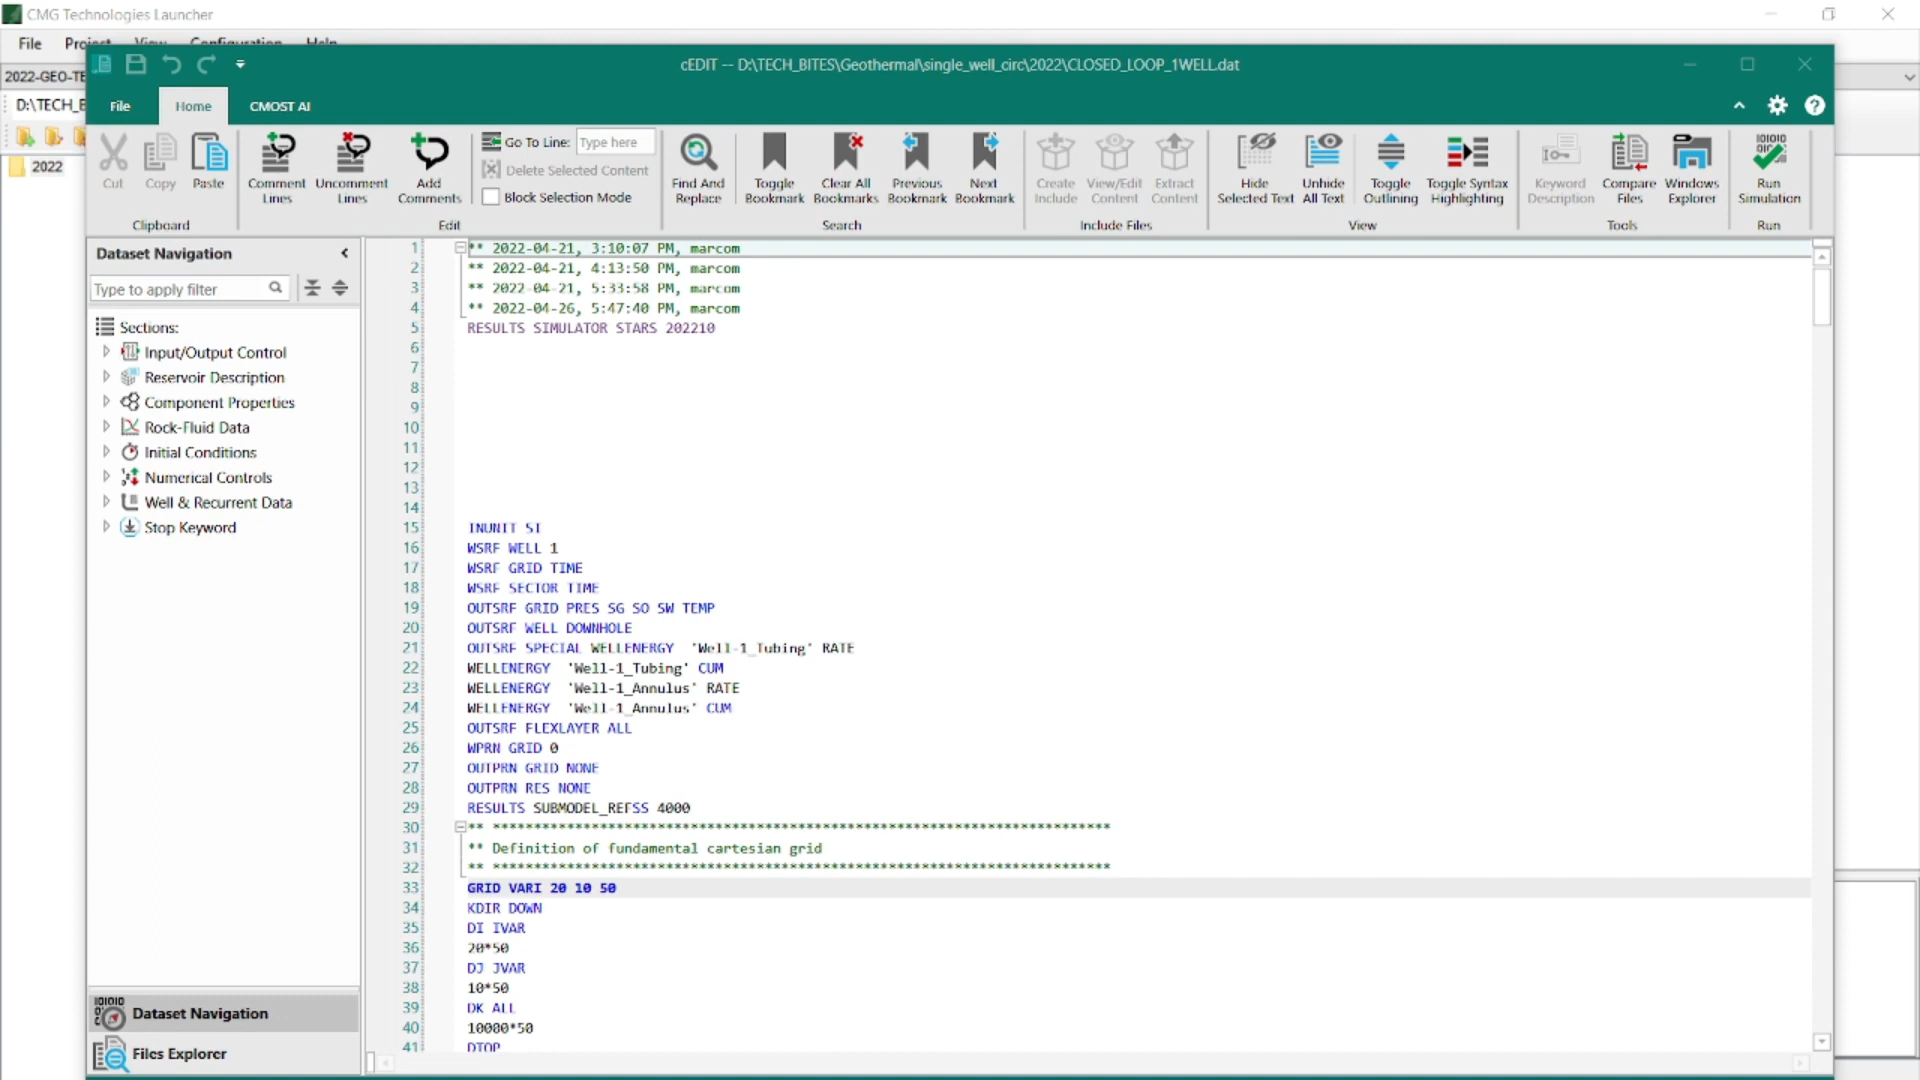 CMG Technologies Launcher
File Project View Configuration Help
2022-GEO-TE
D:\TECH_B
2022
cEDIT -- D:\TECH_BITES\Geothermal\single_well_circ\2022\CLOSED_LOOP_1WELL.dat
File Home CMOST AI
Cut Copy Paste
Clipboard
Comment Lines Uncomment Lines Add Comments
Go To Line: Type here
Delete Selected Content
Block Selection Mode
Edit
Find And Replace Toggle Bookmark Clear All Bookmarks Previous Bookmark Next Bookmark
Search
Create Include View/Edit Content Extract Content
Include Files
Hide Selected Text Unhide All Text Toggle Outlining Toggle Syntax Highlighting
View
Keyword Description Compare Files Windows Explorer
Tools
Run Simulation
Run
Dataset Navigation
Type to apply filter
Sections:
Input/Output Control
Reservoir Description
Component Properties
Rock-Fluid Data
Initial Conditions
Numerical Controls
Well & Recurrent Data
Stop Keyword
Dataset Navigation
Files Explorer
1 ** 2022-04-21, 3:10:07 PM, marcom
2 ** 2022-04-21, 4:13:50 PM, marcom
3 ** 2022-04-21, 5:33:58 PM, marcom
4 ** 2022-04-26, 5:47:40 PM, marcom
5 RESULTS SIMULATOR STARS 202210
6
7
8
9
10
11
12
13
14
15 INUNIT SI
16 WSRF WELL 1
17 WSRF GRID TIME
18 WSRF SECTOR TIME
19 OUTSRF GRID PRES SG SO SW TEMP
20 OUTSRF WELL DOWNHOLE
21 OUTSRF SPECIAL WELLENERGY 'Well-1_Tubing' RATE
22 WELLENERGY 'Well-1_Tubing' CUM
23 WELLENERGY 'Well-1_Annulus' RATE
24 WELLENERGY 'Well-1_Annulus' CUM
25 OUTSRF FLEXLAYER ALL
26 WPRN GRID 0
27 OUTPRN GRID NONE
28 OUTPRN RES NONE
29 RESULTS SUBMODEL_REFSS 4000
30 ** ***************************************************************************
31 ** Definition of fundamental cartesian grid
32 ** ***************************************************************************
33 GRID VARI 20 10 50
34 KDIR DOWN
35 DI IVAR
36 20*50
37 DJ JVAR
38 10*50
39 DK ALL
40 10000*50
41 DTOP